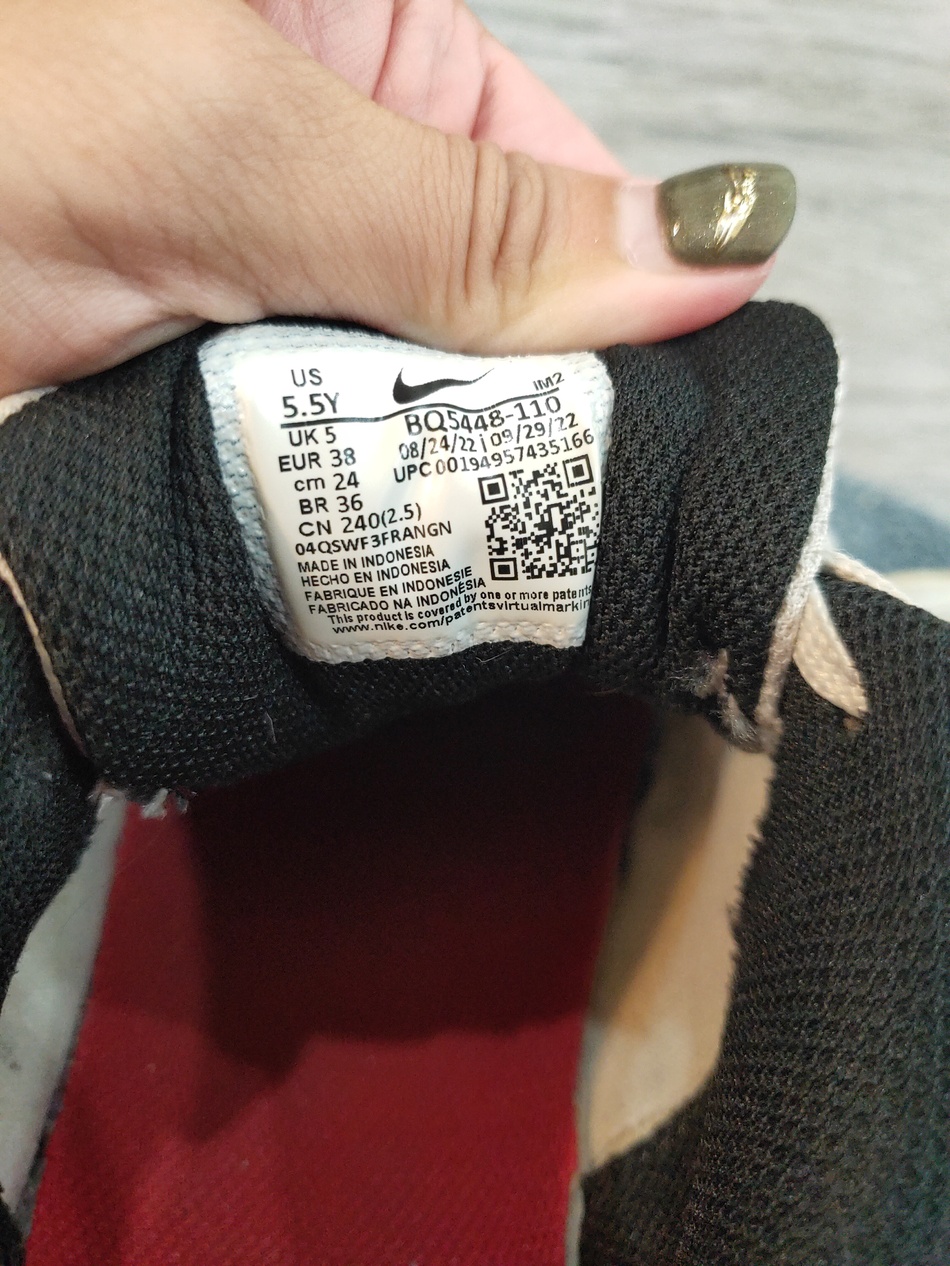 US
5.5Y
UK 5
EUR 38
cm 24
BR 36
CN 240(2.5)
IM2
BQ5448-110
08/24/22 | 09/29/22
UPC 00194957435166
04QSWF3FRANGN
MADE IN INDONESIA
HECHO EN INDONESIA
FABRIQUE EN INDONESIE
FABRICADO NA INDONÉSIA
This product is covered by one or more patents
www.nike.com/patentsvirtualmarkin